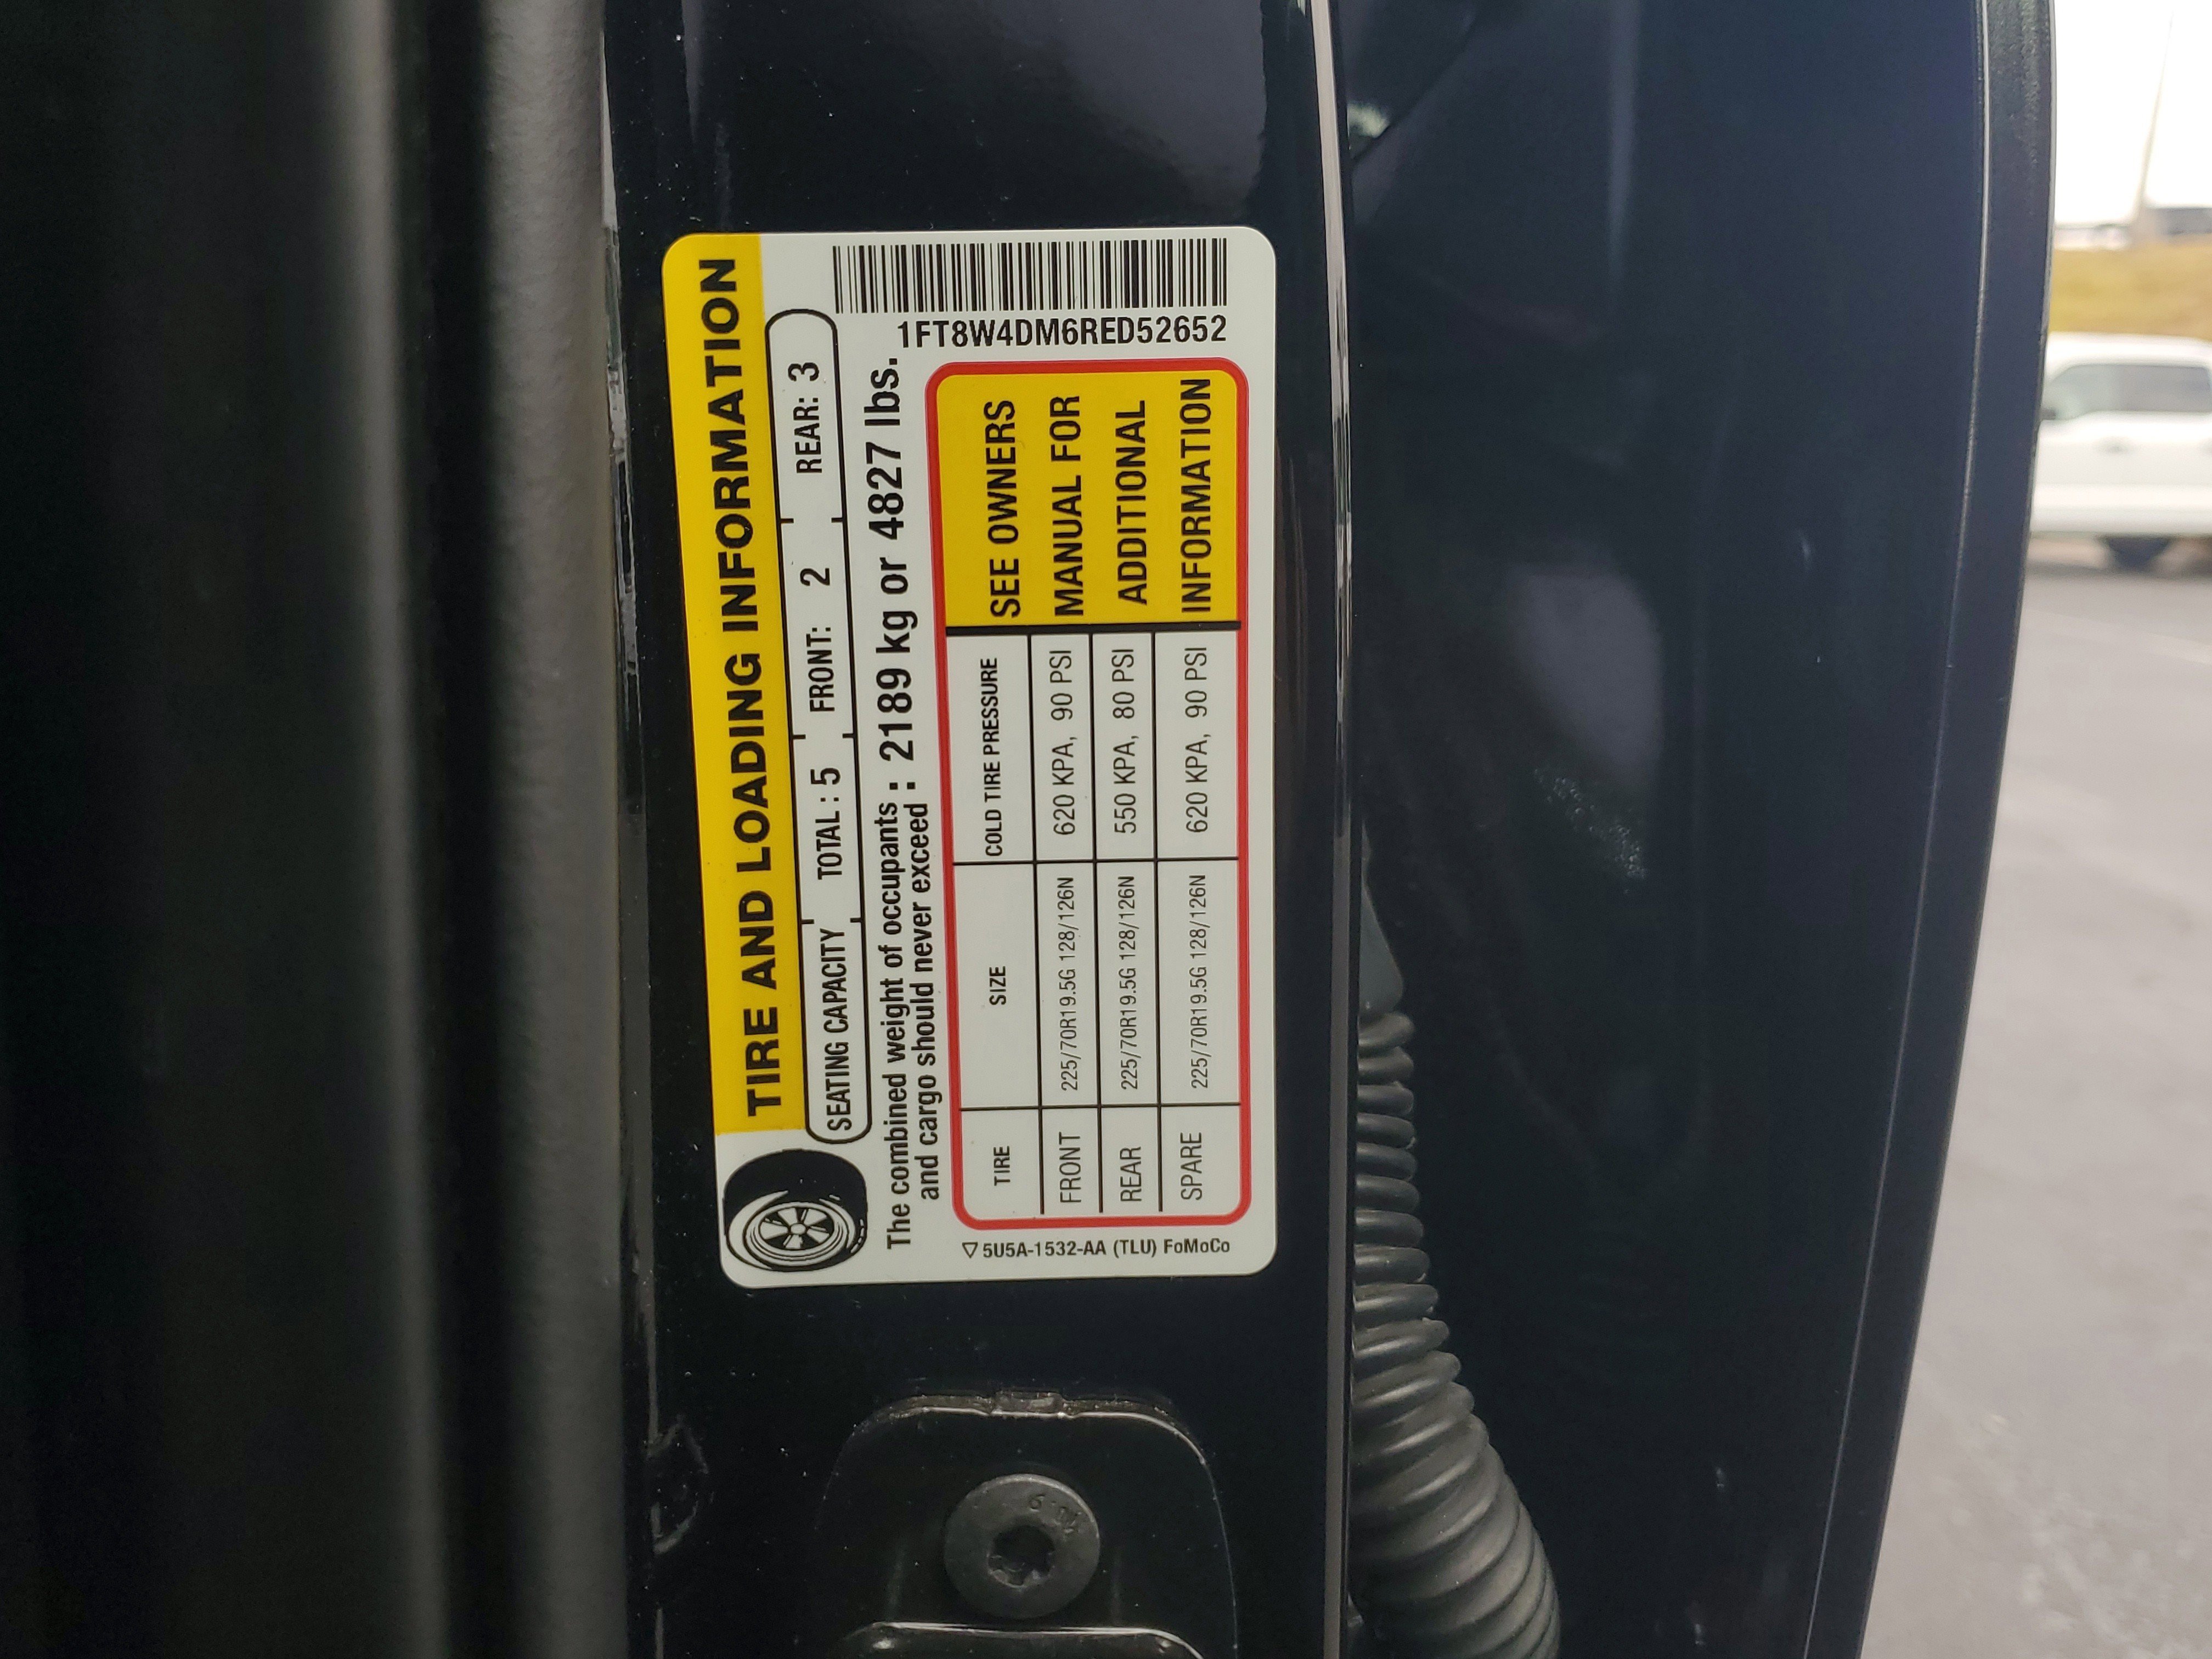 TIRE AND LOADING INFORMATION
SEATING CAPACITY TOTAL : 5 FRONT: 2 REAR: 3
The combined weight of occupants : 2189 kg or 4827 lbs.
and cargo should never exceed
TIRE SIZE COLD TIRE PRESSURE
FRONT 225/70R19.5G 128/126N 620 KPA, 90 PSI
REAR 225/70R19.5G 128/126N 550 KPA, 80 PSI
SPARE 225/70R19.5G 128/126N 620 KPA, 90 PSI
SEE OWNERS
MANUAL FOR
ADDITIONAL
INFORMATION
1FT8W4DM6RED52652
5U5A-1532-AA (TLU) FoMoCo